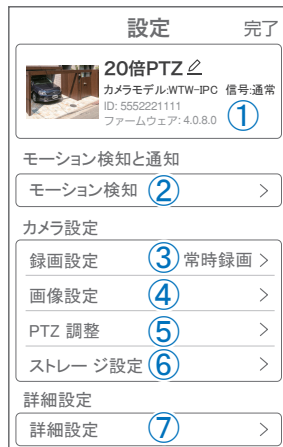 設定 完了
20倍PTZ
カメラモデル:WTW-IPC 信号:通常
ID: 5552221111
ファームウェア: 4.0.8.0 ①
モーション検知と通知
モーション検知 ② >
カメラ設定
録画設定 ③ 常時録画 >
画像設定 ④ >
PTZ 調整 ⑤ >
ストレージ設定 ⑥ >
詳細設定
詳細設定 ⑦ >